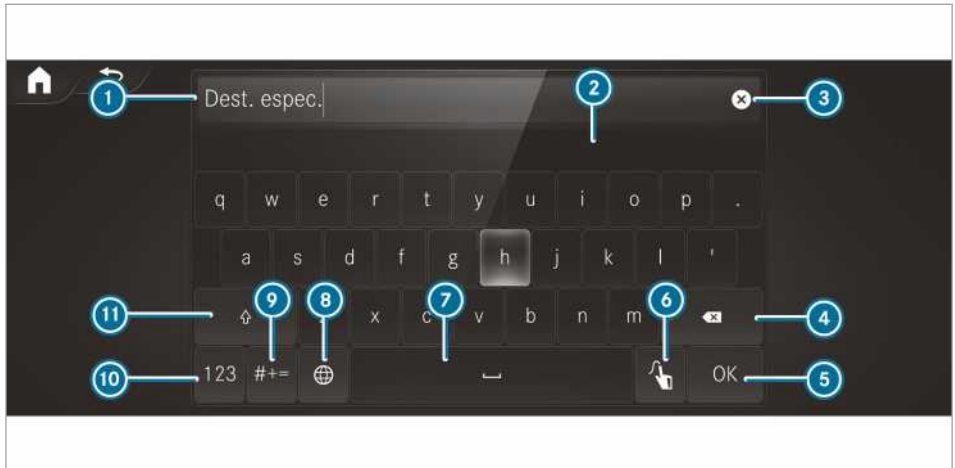 1 Dest. espec. 2 3
q w e r t y u i o p .
a s d f g h j k l '
11 9 8 x c 7 v b n m 6 4
10 123 #+= OK 5